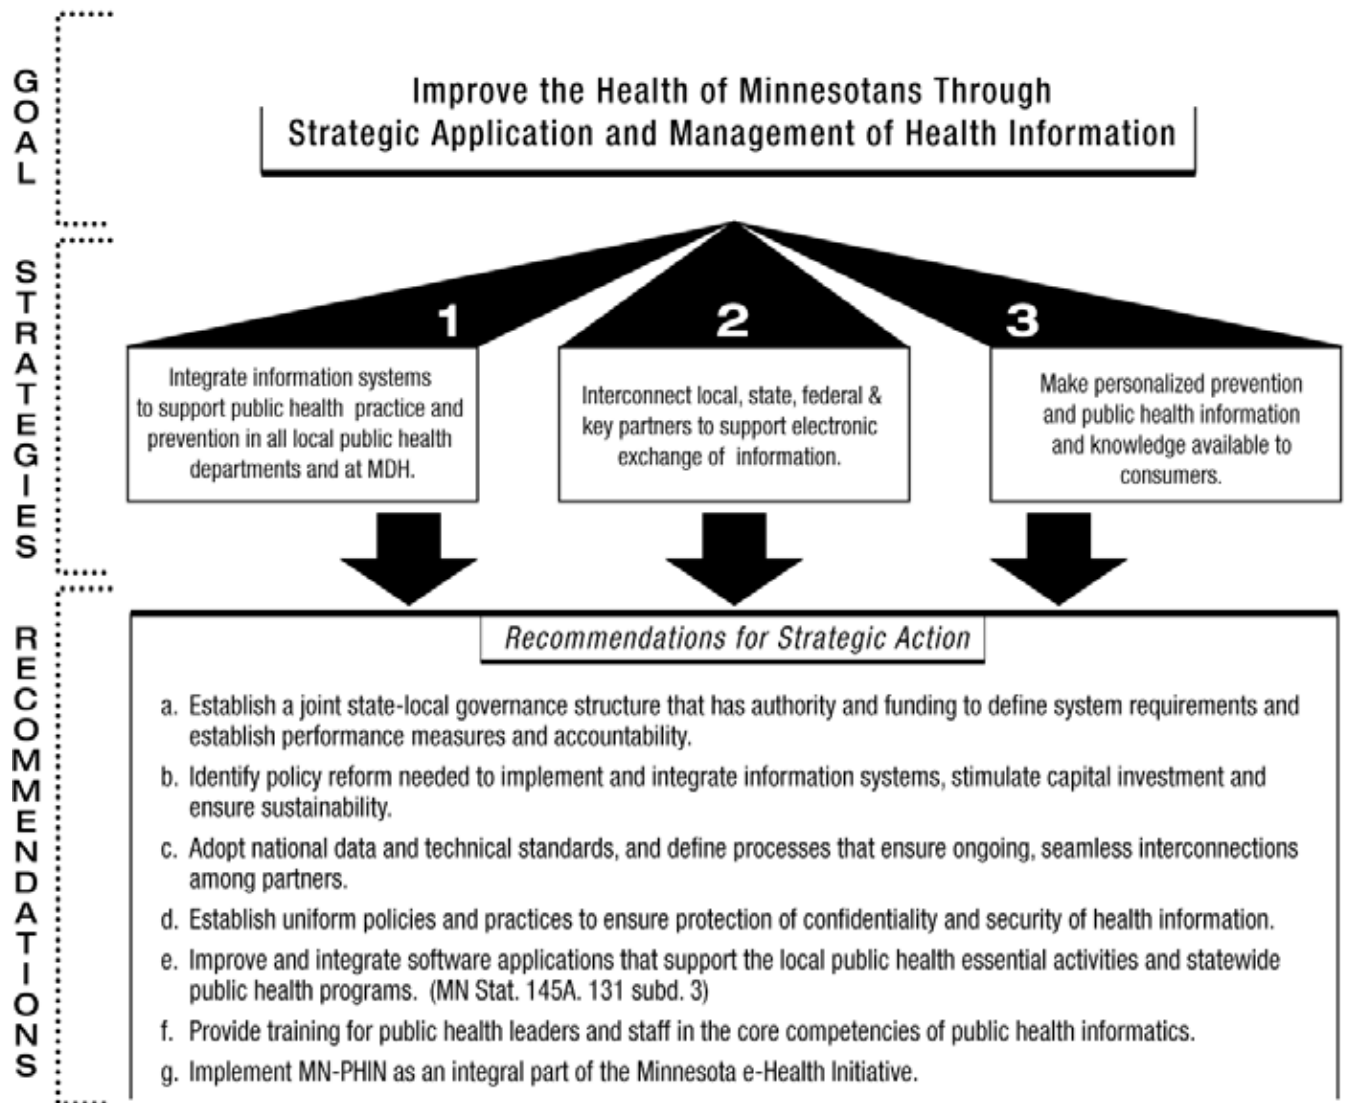 GOAL
Improve the Health of Minnesotans Through
Strategic Application and Management of Health Information
STRATEGIES
1
Integrate information systems
to support public health practice and
prevention in all local public health
departments and at MDH.
2
Interconnect local, state, federal &
key partners to support electronic
exchange of information.
3
Make personalized prevention
and public health information
and knowledge available to
consumers.
RECOMMENDATIONS
Recommendations for Strategic Action
a. Establish a joint state-local governance structure that has authority and funding to define system requirements and
establish performance measures and accountability.
b. Identify policy reform needed to implement and integrate information systems, stimulate capital investment and
ensure sustainability.
c. Adopt national data and technical standards, and define processes that ensure ongoing, seamless interconnections
among partners.
d. Establish uniform policies and practices to ensure protection of confidentiality and security of health information.
e. Improve and integrate software applications that support the local public health essential activities and statewide
public health programs. (MN Stat. 145A. 131 subd. 3)
f. Provide training for public health leaders and staff in the core competencies of public health informatics.
g. Implement MN-PHIN as an integral part of the Minnesota e-Health Initiative.